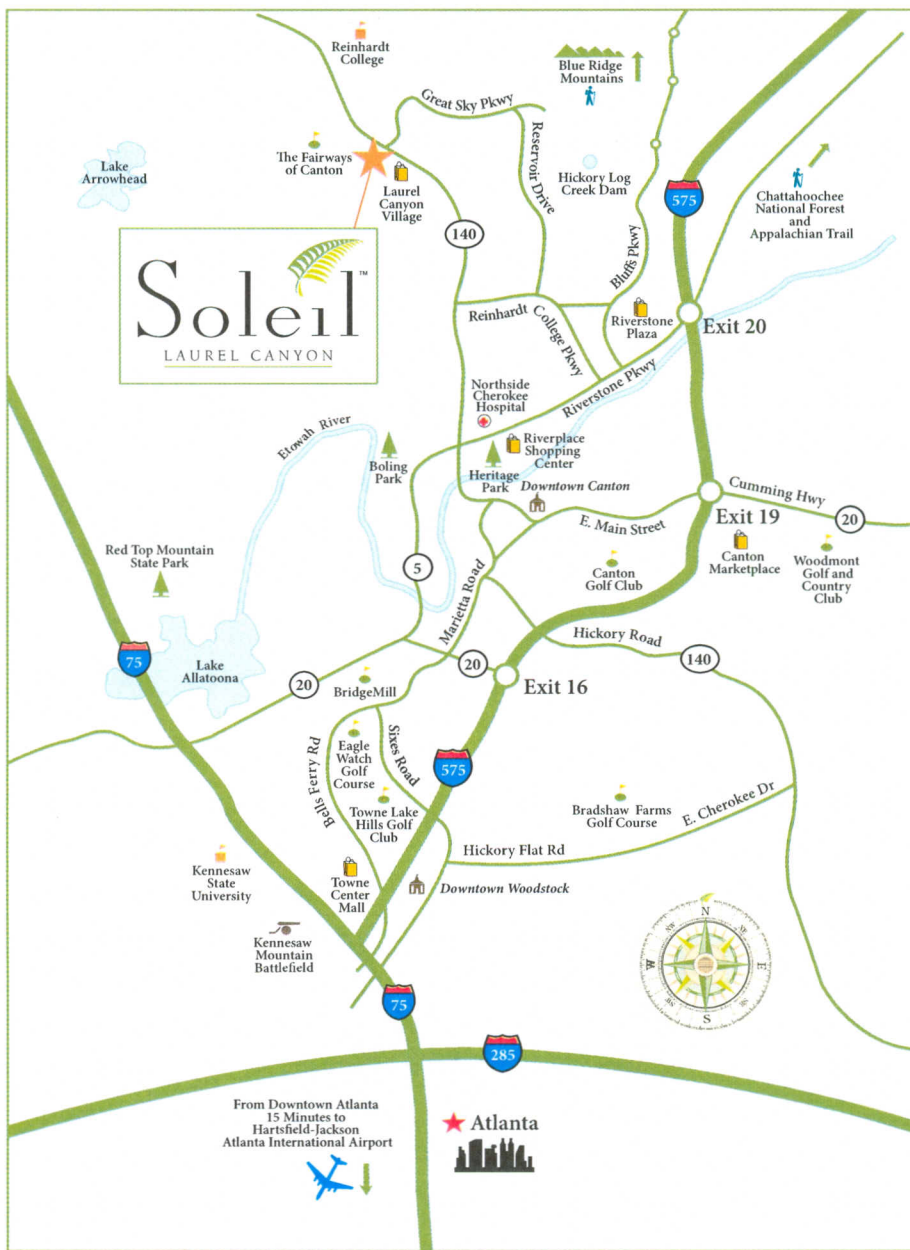 Reinhardt
College
Blue Ridge
Mountains
Great Sky Pkwy
Reservoir Drive
The Fairways
of Canton
Lake
Arrowhead
Laurel
Canyon
Village
Hickory Log
Creek Dam
575
Chattahoochee
National Forest
and
Appalachian Trail
140
Bluffs Pkwy
Soleil™
LAUREL CANYON
Reinhardt
College Pkwy
Riverstone
Plaza
Exit 20
Riverstone Pkwy
Northside
Cherokee
Hospital
Etowah River
Boling
Park
Heritage
Park
Riverplace
Shopping
Center
Downtown Canton
Cumming Hwy
20
E. Main Street
Exit 19
Red Top Mountain
State Park
5
Marietta Road
Canton
Golf Club
Canton
Marketplace
Woodmont
Golf and
Country
Club
Hickory Road
140
75
Lake
Allatoona
20
20
Exit 16
BridgeMill
Bells Ferry Rd
Eagle
Watch
Golf
Course
Sixes Road
575
Towne Lake
Hills Golf
Club
Bradshaw Farms
Golf Course
E. Cherokee Dr
Hickory Flat Rd
Kennesaw
State
University
Towne
Center
Mall
Downtown Woodstock
Kennesaw
Mountain
Battlefield
N
NW
NE
W
E
SW
SE
S
75
285
From Downtown Atlanta
15 Minutes to
Hartsfield-Jackson
Atlanta International Airport
Atlanta